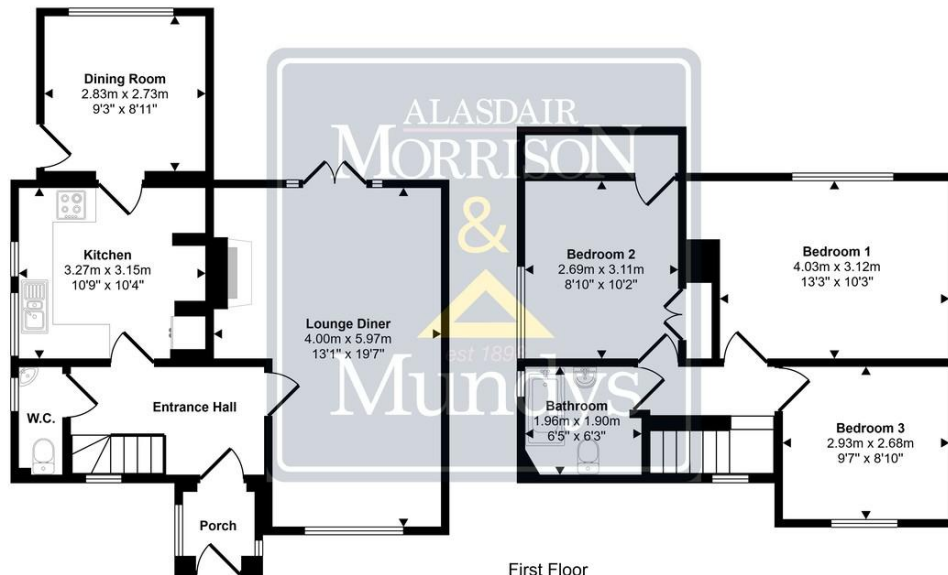 Dining Room
2.83m x 2.73m
9'3" x 8'11"
Kitchen
3.27m x 3.15m
10'9" x 10'4"
Lounge Diner
4.00m x 5.97m
13'1" x 19'7"
W.C.
Entrance Hall
Porch
ALASDAIR
MORRISON
&
est 189
Mundys
Bedroom 2
2.69m x 3.11m
8'10" x 10'2"
Bedroom 1
4.03m x 3.12m
13'3" x 10'3"
Bathroom
1.96m x 1.90m
6'5" x 6'3"
Bedroom 3
2.93m x 2.68m
9'7" x 8'10"
First Floor